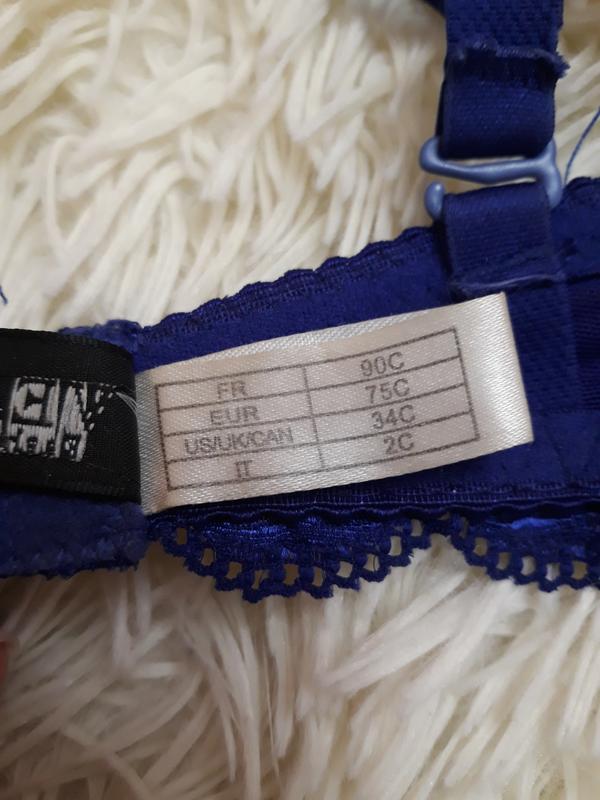 FR 90C
EUR 75C
US/UK/CAN 34C
IT 2C